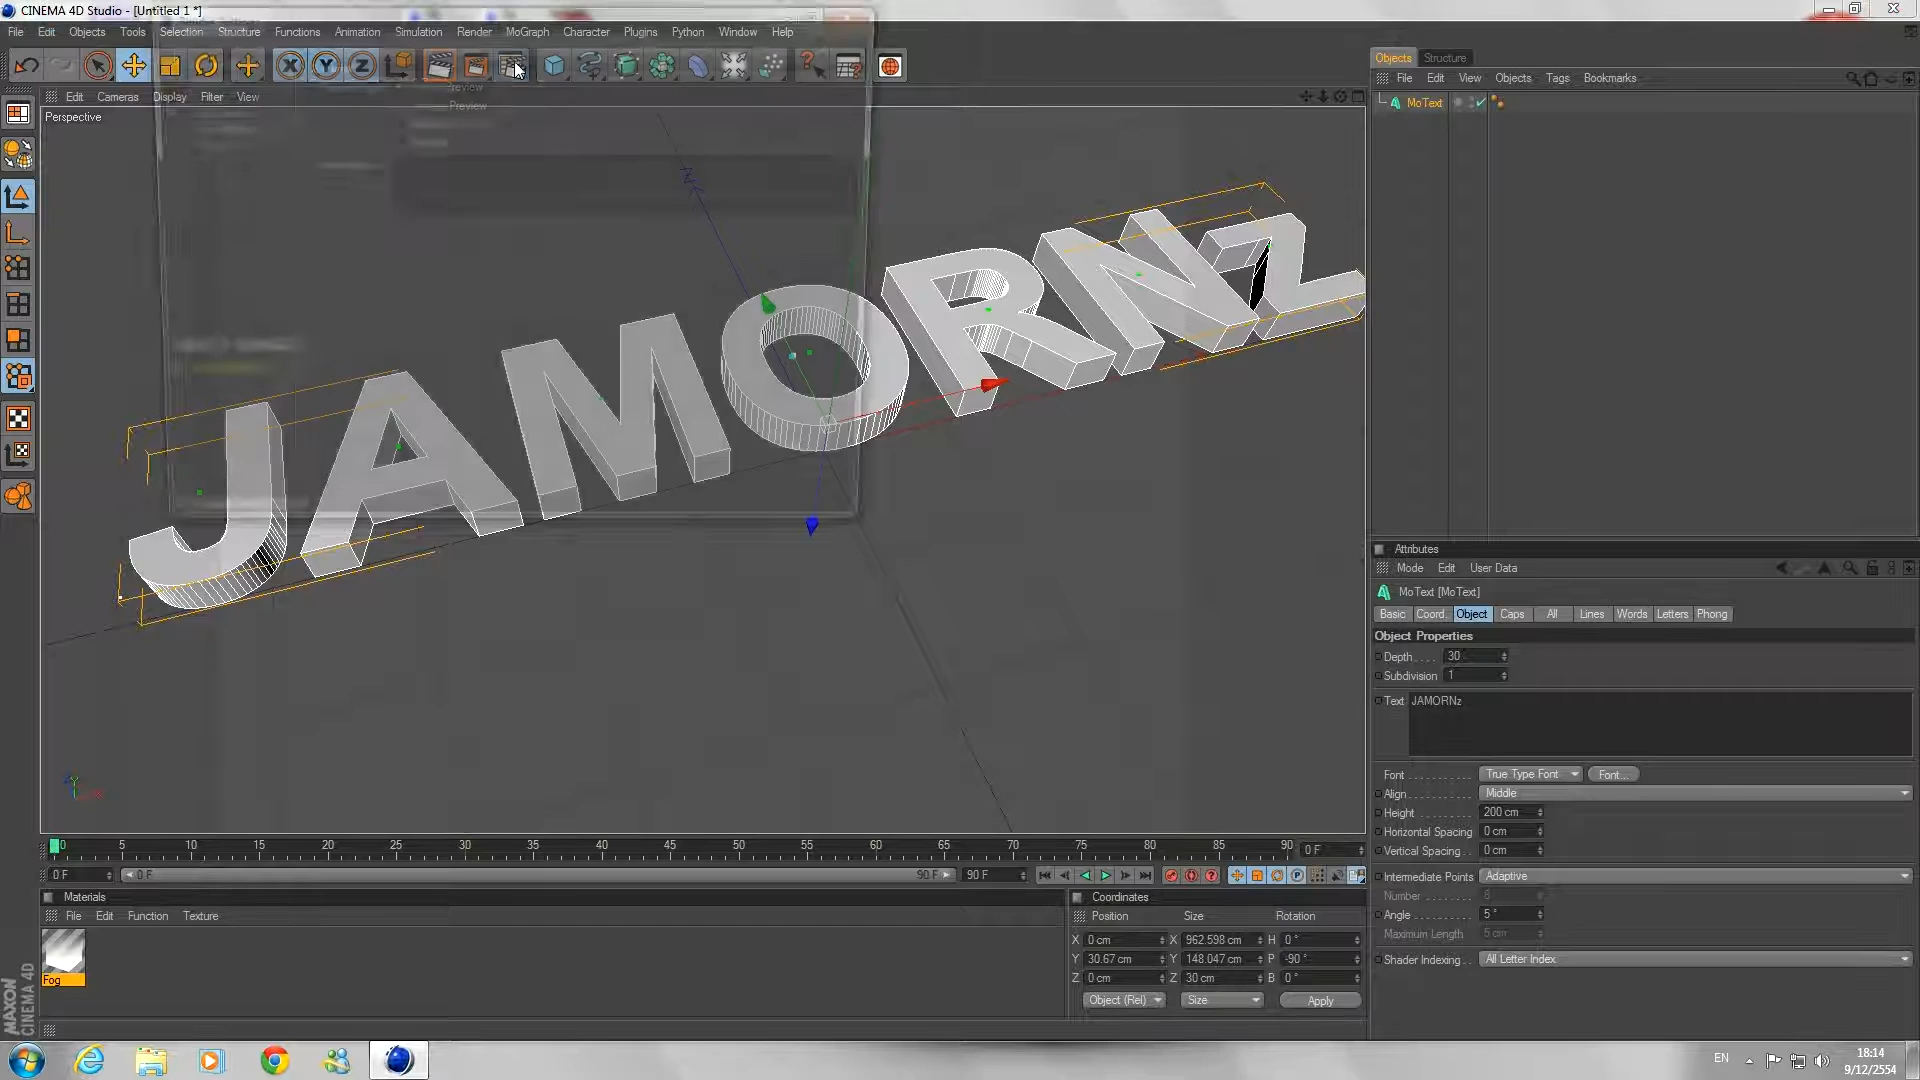 CINEMA 4D Studio - [Untitled 1 *]
File Edit Objects Tools Selection Structure Functions Animation Simulation Render MoGraph Character Plugins Python Window Help
X Y Z
Preview
Preview
Edit Cameras Display Filter View
Perspective
Z
JAMORNz
Y
0 5 10 15 20 25 30 35 40 45 50 55 60 65 70 75 80 85 90 0 F
0 F 0 F 90 F 90 F
Materials
File Edit Function Texture
Fog
MAXON
CINEMA 4D
Coordinates
Position Size Rotation
X 0 cm X 962.598 cm H 0 °
Y 30.67 cm Y 148.047 cm P -90 °
Z 0 cm Z 30 cm B 0 °
Object (Rel) Size Apply
Objects Structure
File Edit View Objects Tags Bookmarks
MoText
Attributes
Mode Edit User Data
MoText [MoText]
Basic Coord. Object Caps All Lines Words Letters Phong
Object Properties
Depth . . . . 30
Subdivision 1
Text JAMORNz
Font True Type Font Font...
Align Middle
Height 200 cm
Horizontal Spacing 0 cm
Vertical Spacing . . 0 cm
Intermediate Points Adaptive
Number 8
Angle 5 °
Maximum Length 5 cm
Shader Indexing . . All Letter Index
EN 18:14
9/12/2554